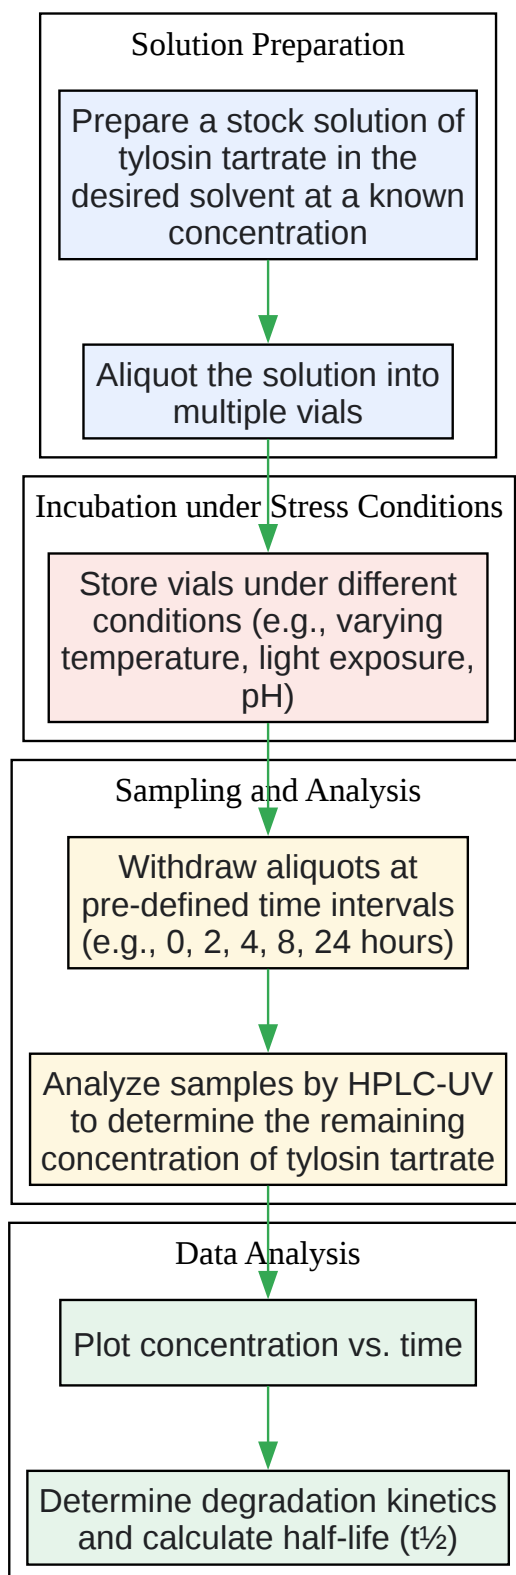 Solution Preparation
Prepare a stock solution of
tylosin tartrate in the
desired solvent at a known
concentration
Aliquot the solution into
multiple vials
Incubation under Stress Conditions
Store vials under different
conditions (e.g., varying
temperature, light exposure,
pH)
Sampling and Analysis
Withdraw aliquots at
pre-defined time intervals
(e.g., 0, 2, 4, 8, 24 hours)
Analyze samples by HPLC-UV
to determine the remaining
concentration of tylosin tartrate
Data Analysis
Plot concentration vs. time
Determine degradation kinetics
and calculate half-life (t½)